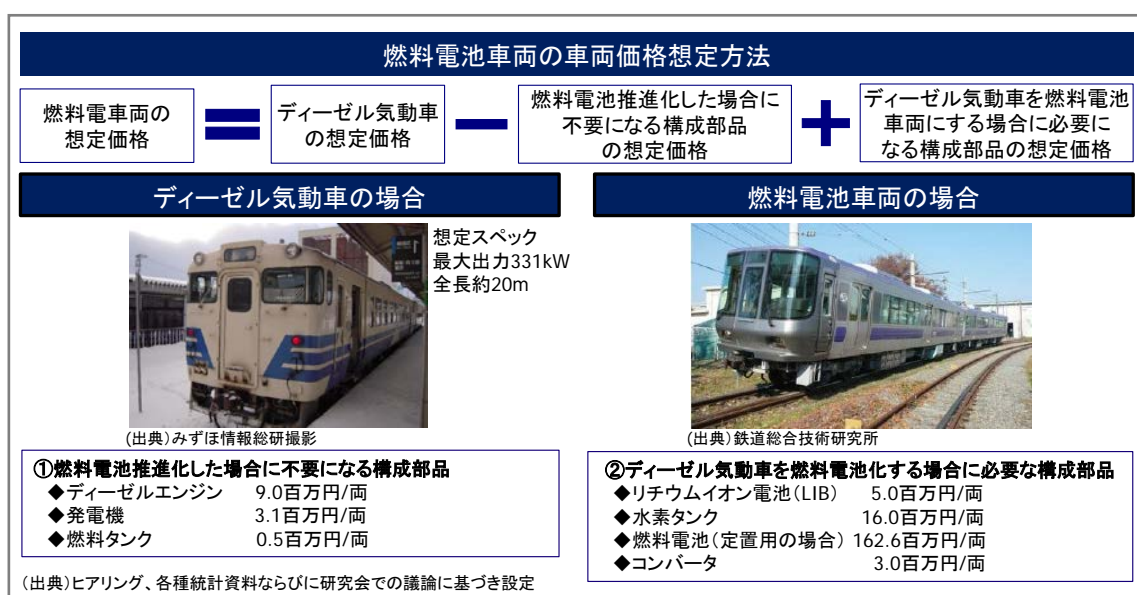 燃料電池車両の車両価格想定方法
燃料電車両の
想定価格
ディーゼル気動車
の想定価格
燃料電池推進化した場合に
不要になる構成部品
の想定価格
ディーゼル気動車を燃料電池
車両にする場合に必要に
なる構成部品の想定価格
ディーゼル気動車の場合
想定スペック
最大出力331kW
全長約20m
(出典)みずほ情報総研撮影
①燃料電池推進化した場合に不要になる構成部品
◆ディーゼルエンジン 9.0百万円/両
◆発電機 3.1百万円/両
◆燃料タンク 0.5百万円/両
(出典)ヒアリング、各種統計資料ならびに研究会での議論に基づき設定
燃料電池車両の場合
(出典)鉄道総合技術研究所
②ディーゼル気動車を燃料電池化する場合に必要な構成部品
◆リチウムイオン電池(LIB) 5.0百万円/両
◆水素タンク 16.0百万円/両
◆燃料電池(定置用の場合) 162.6百万円/両
◆コンバータ 3.0百万円/両